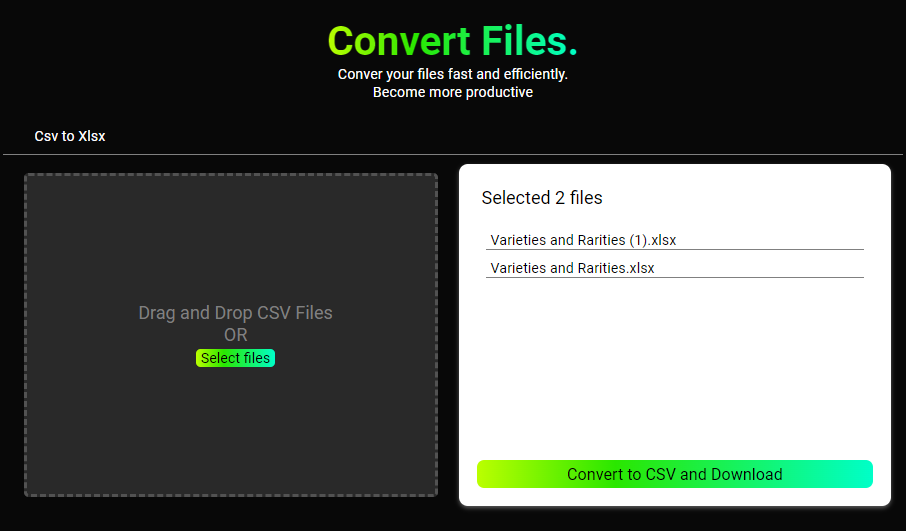 Convert Files.
Conver your files fast and efficiently.
Become more productive
Csv to Xlsx
Drag and Drop CSV Files
OR
Select files
Selected 2 files
Varieties and Rarities (1).xlsx
Varieties and Rarities.xlsx
Convert to CSV and Download